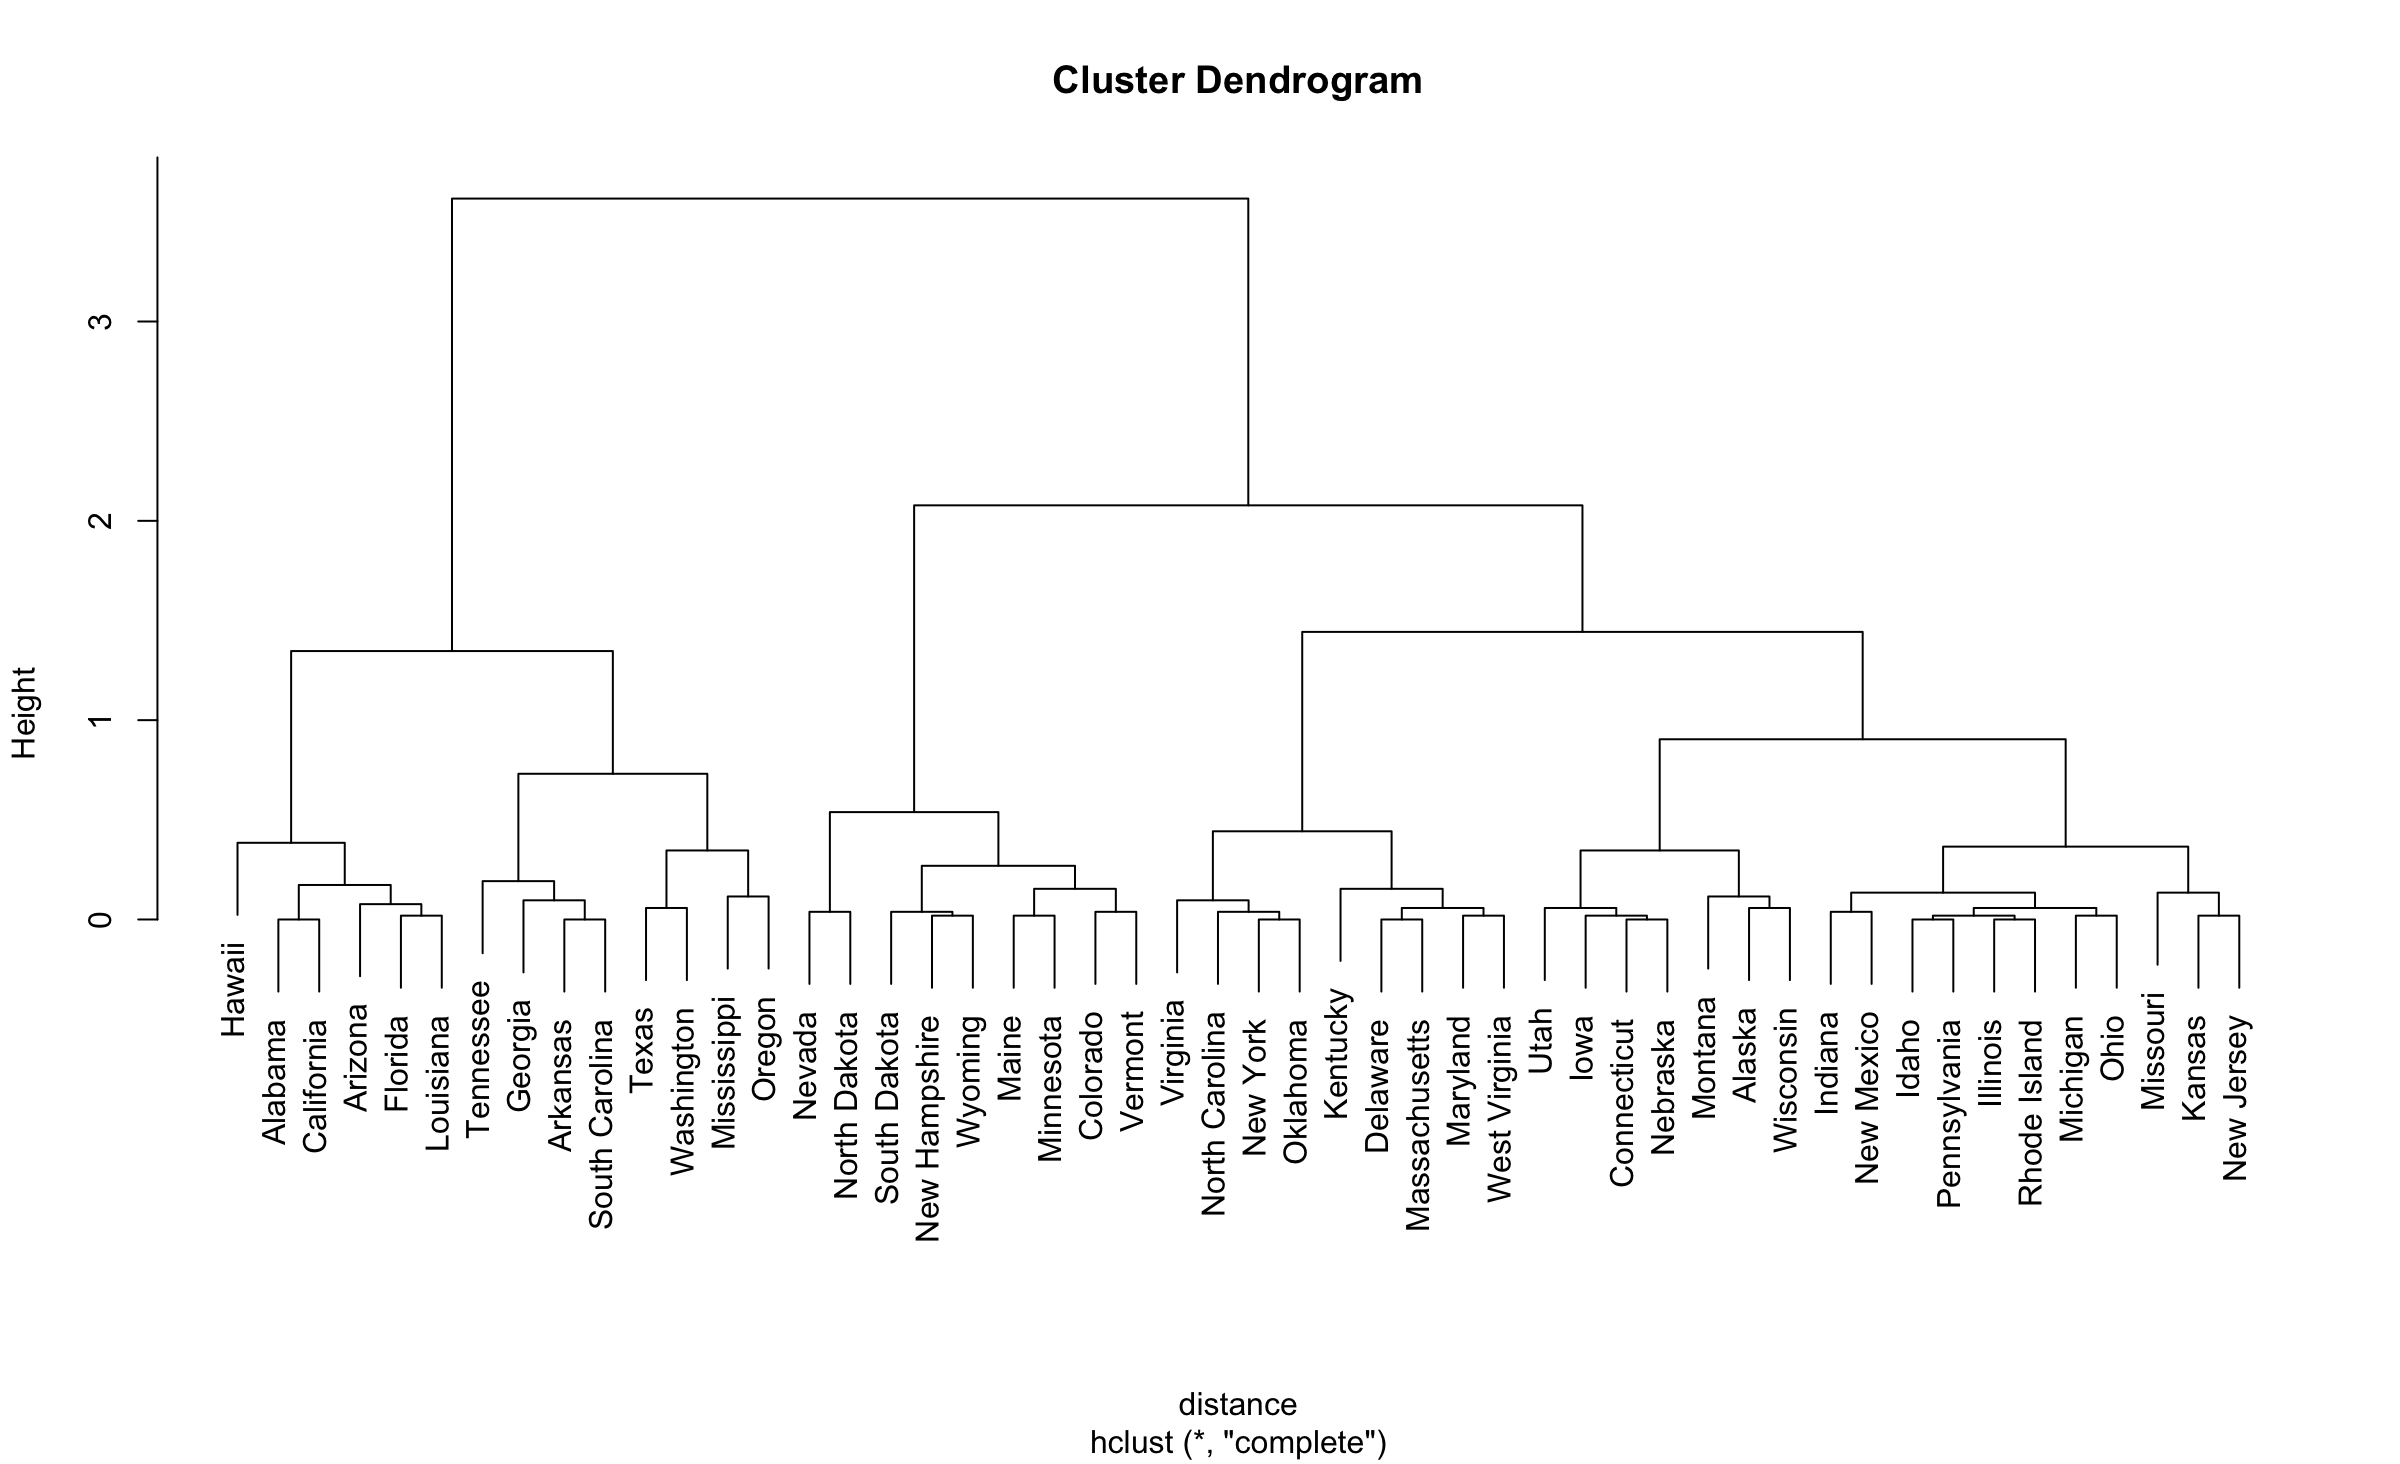 Cluster Dendrogram
Height
3
2
1
0
Hawaii
Alabama
California
Arizona
Florida
Louisiana
Tennessee
Georgia
Arkansas
South Carolina
Texas
Washington
Mississippi
Oregon
Nevada
North Dakota
South Dakota
New Hampshire
Wyoming
Maine
Minnesota
Colorado
Vermont
Virginia
North Carolina
New York
Oklahoma
Kentucky
Delaware
Massachusetts
Maryland
West Virginia
Utah
Iowa
Connecticut
Nebraska
Montana
Alaska
Wisconsin
Indiana
New Mexico
Idaho
Pennsylvania
Illinois
Rhode Island
Michigan
Ohio
Missouri
Kansas
New Jersey
distance
hclust (*, "complete")